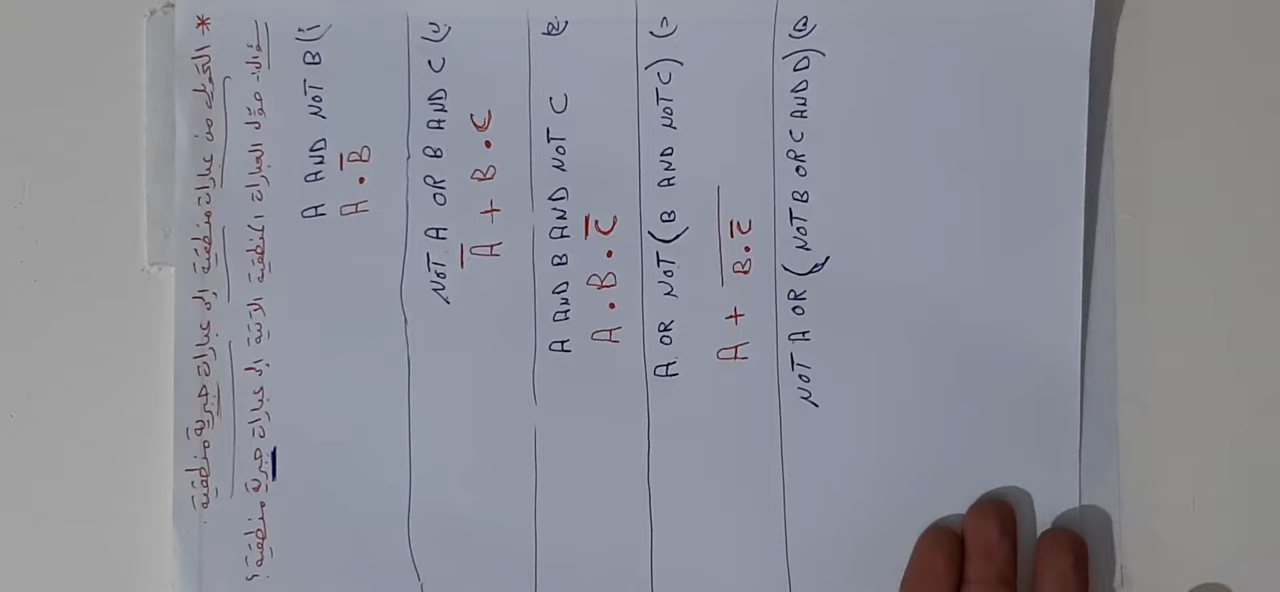 * التحويل من عبارات منطقية إلى عبارات جبرية منطقية.
سؤال:- حوّل العبارات المنطقية الآتية إلى عبارات جبرية منطقية؟
أ) A AND NOT B
A . B̅
ب) NOT A OR B AND C
A̅ + B . C
ج) A AND B AND NOT C
A . B . C̅
د) A OR NOT (B AND NOT C)
A + \overline{B . C̅}
هـ) NOT A OR (NOT B OR C AND D)